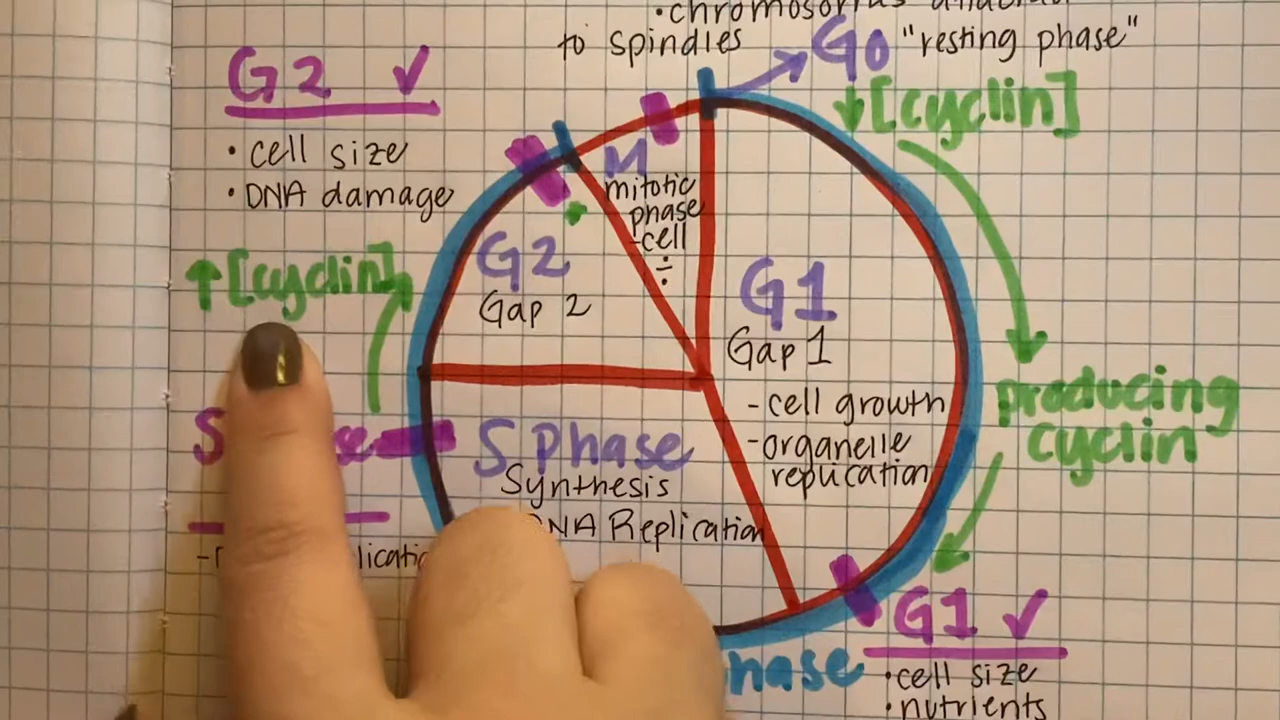 to spindles
G0 "resting phase"
↓[cyclin]
G2 ✓
• cell size
• DNA damage
↑[cyclin]
M
mitotic
phase
-cell
÷
G2
Gap 2
G1
Gap 1
- cell growth
-organelle
replication
producing
cyclin
S phase
Synthesis
DNA Replication
G1 ✓
• cell size
• nutrients